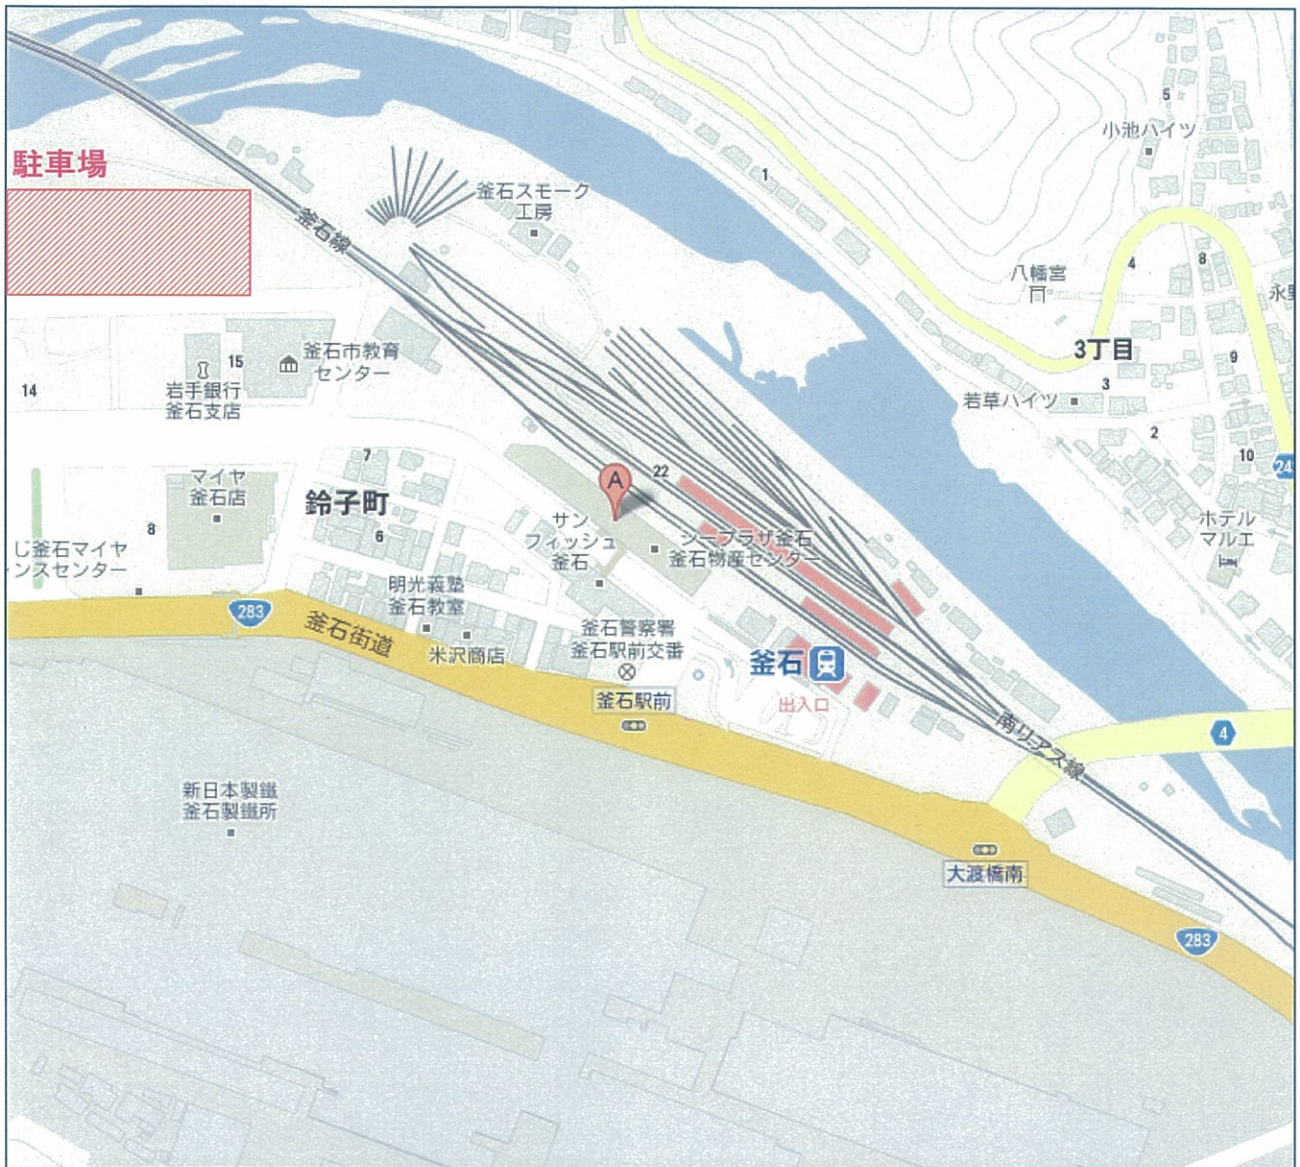 駐車場
釜石線
釜石スモーク
工房
1
5
小池ハイツ
八幡宮
4
8
3丁目
9
3
若草ハイツ
2
10
24
釜石市教育
センター
15
岩手銀行
釜石支店
14
マイヤ
釜石店
7
鈴子町
6
8
じ釜石マイヤ
ンスセンター
A
22
サン
フィッシュ
釜石
シープラザ釜石
釜石物産センター
ホテル
マルエ
明光義塾
釜石教室
283
釜石街道
米沢商店
釜石警察署
釜石駅前交番
釜石駅前
釜石
出入口
南リアス線
4
新日本製鐵
釜石製鐵所
大渡橋南
283